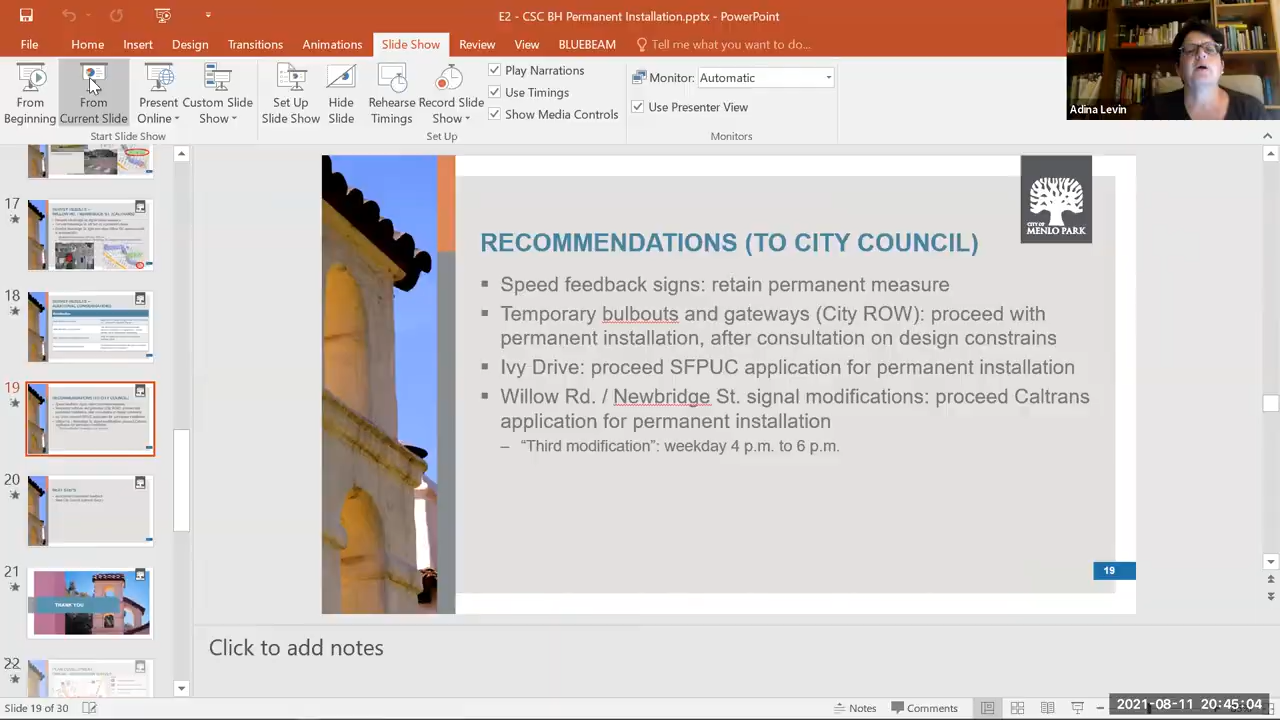 E2 - CSC BH Permanent Installation.pptx - PowerPoint
File Home Insert Design Transitions Animations Slide Show Review View BLUEBEAM Tell me what you want to do...
From Beginning
From Current Slide
Present Online
Custom Slide Show
Start Slide Show
Set Up Slide Show
Hide Slide
Rehearse Timings
Record Slide Show
Play Narrations
Use Timings
Show Media Controls
Set Up
Monitor: Automatic
Use Presenter View
Monitors
Adina Levin
17
18
19
20
21
THANK YOU
22
CITY OF
MENLO PARK
RECOMMENDATIONS (TO CITY COUNCIL)
▪ Speed feedback signs: retain permanent measure
▪ Temporary bulbouts and gateways (City ROW): proceed with
permanent installation, after consultation on design constrains
▪ Ivy Drive: proceed SFPUC application for permanent installation
▪ Willow Rd. / Newbridge St. signal modifications: proceed Caltrans
application for permanent installation
– “Third modification”: weekday 4 p.m. to 6 p.m.
19
Click to add notes
Slide 19 of 30
Notes Comments
2021-08-11 20:45:04